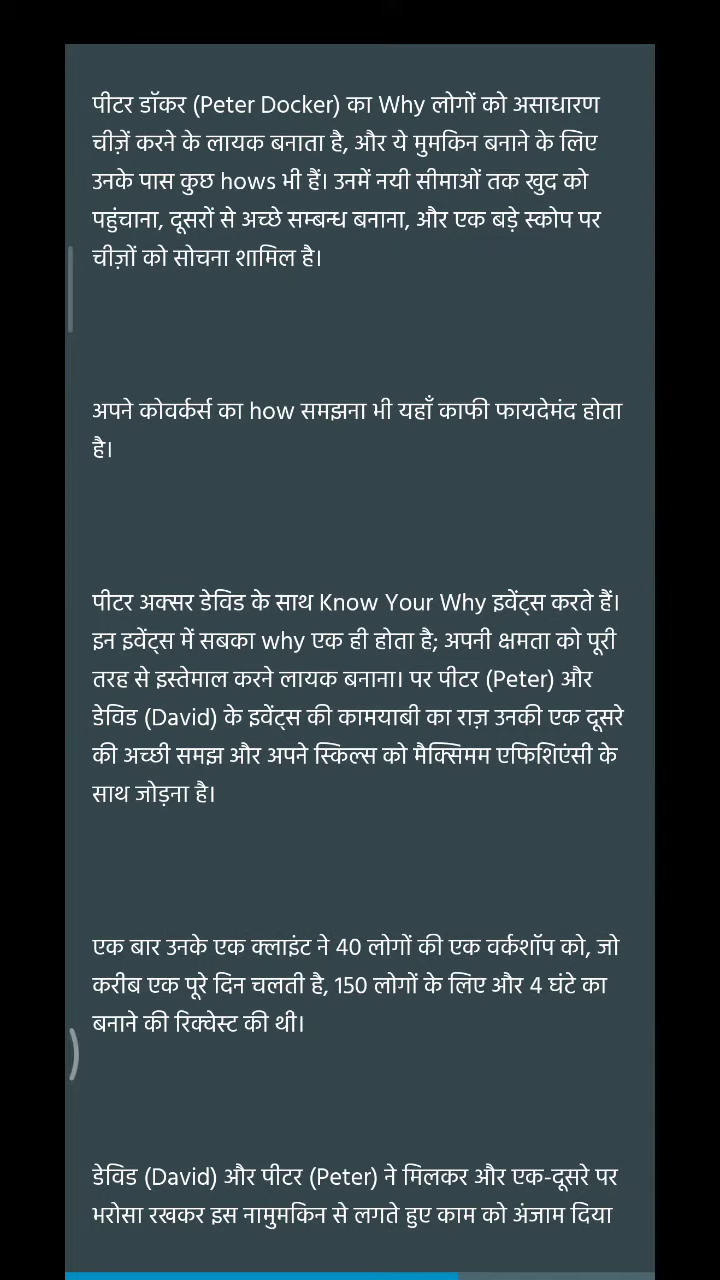 पीटर डॉकर (Peter Docker) का Why लोगों को असाधारण
चीज़ें करने के लायक बनाता है, और ये मुमकिन बनाने के लिए
उनके पास कुछ hows भी हैं। उनमें नयी सीमाओं तक खुद को
पहुंचाना, दूसरों से अच्छे सम्बन्ध बनाना, और एक बड़े स्कोप पर
चीज़ों को सोचना शामिल है।
अपने कोवर्कर्स का how समझना भी यहाँ काफी फायदेमंद होता
है।
पीटर अक्सर डेविड के साथ Know Your Why इवेंट्स करते हैं।
इन इवेंट्स में सबका why एक ही होता है; अपनी क्षमता को पूरी
तरह से इस्तेमाल करने लायक बनाना। पर पीटर (Peter) और
डेविड (David) के इवेंट्स की कामयाबी का राज़ उनकी एक दूसरे
की अच्छी समझ और अपने स्किल्स को मैक्सिमम एफिशिएंसी के
साथ जोड़ना है।
एक बार उनके एक क्लाइंट ने 40 लोगों की एक वर्कशॉप को, जो
करीब एक पूरे दिन चलती है, 150 लोगों के लिए और 4 घंटे का
बनाने की रिक्वेस्ट की थी।
डेविड (David) और पीटर (Peter) ने मिलकर और एक-दूसरे पर
भरोसा रखकर इस नामुमकिन से लगते हुए काम को अंजाम दिया